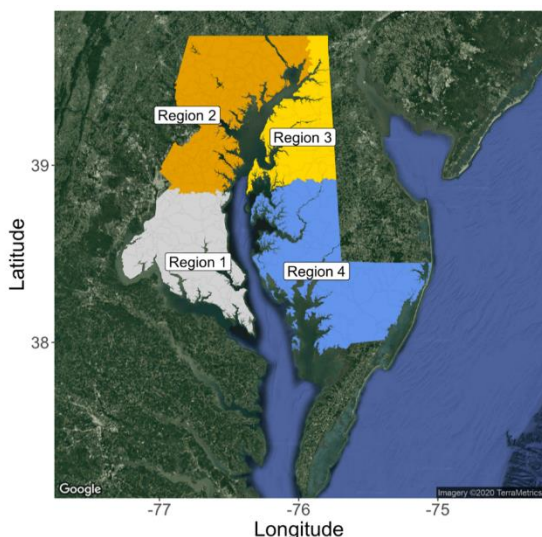 Region 2
Region 3
Region 1
Region 4
Latitude
39
38
Google
Imagery ©2020 TerraMetrics
-77
-76
-75
Longitude